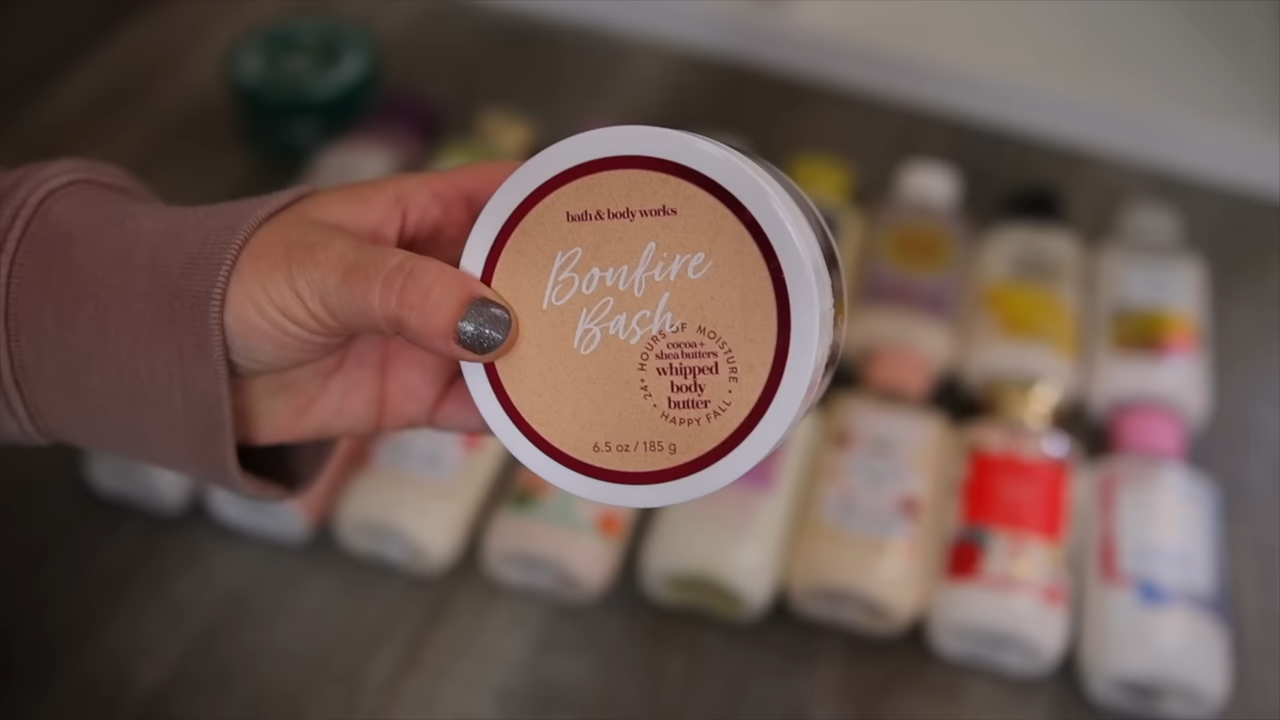 bath & body works
Bonfire
Bash
24+ HOURS OF MOISTURE • HAPPY FALL •
cocoa +
shea butters
whipped
body
butter
6.5 oz / 185 g